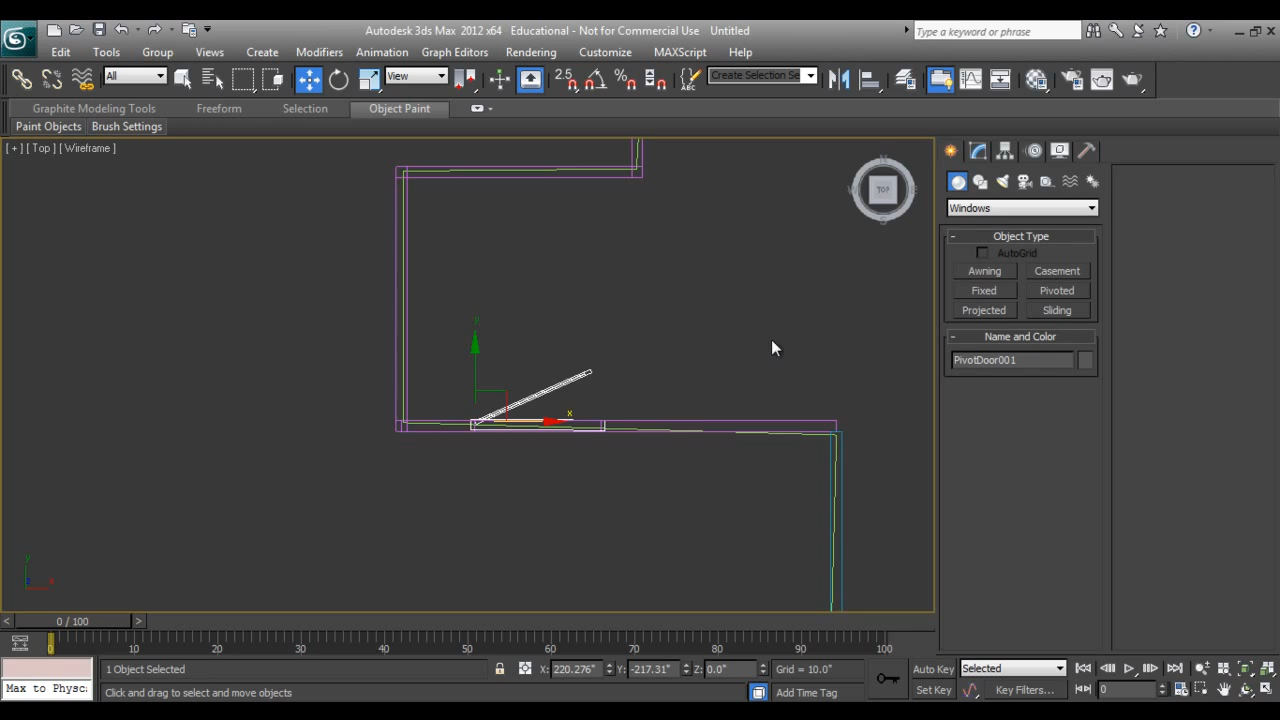 Autodesk 3ds Max 2012 x64 Educational - Not for Commercial Use Untitled
Type a keyword or phrase
Edit Tools Group Views Create Modifiers Animation Graph Editors Rendering Customize MAXScript Help
All View 2.5 Create Selection Se
Graphite Modeling Tools Freeform Selection Object Paint
Paint Objects Brush Settings
[ + ] [ Top ] [ Wireframe ]
TOP
Windows
- Object Type
AutoGrid
Awning Casement
Fixed Pivoted
Projected Sliding
- Name and Color
PivotDoor001
y
x
y
x
< 0 / 100 >
0 10 20 30 40 50 60 70 80 90 100
1 Object Selected X: 220.276" Y: -217.31" Z: 0.0" Grid = 10.0" Auto Key Selected
Max to Physc Click and drag to select and move objects Add Time Tag Set Key Key Filters... 0